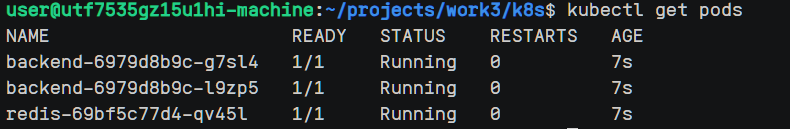 user@utf7535gz15u1hi-machine:~/projects/work3/k8s$ kubectl get pods
NAME                       READY   STATUS    RESTARTS   AGE
backend-6979d8b9c-g7sl4    1/1     Running   0          7s
backend-6979d8b9c-l9zp5    1/1     Running   0          7s
redis-69bf5c77d4-qv45l     1/1     Running   0          7s